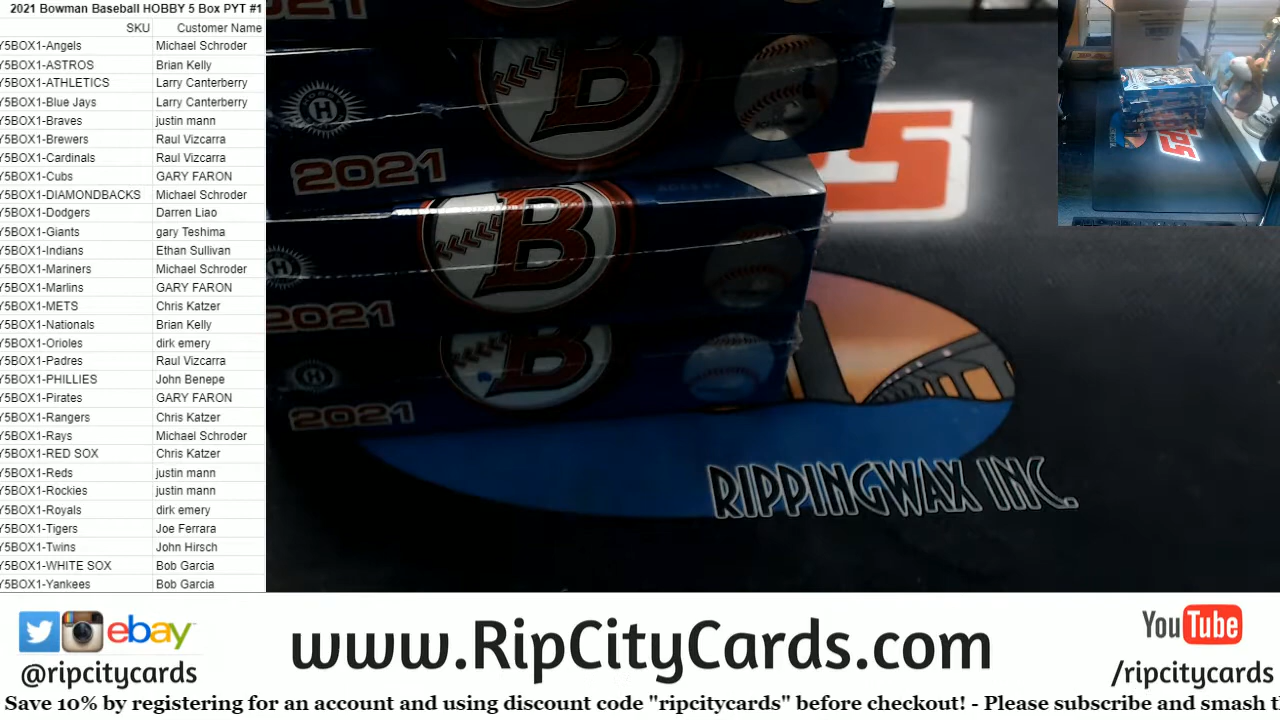 2021 Bowman Baseball HOBBY 5 Box PYT #1
SKU Customer Name
Y5BOX1-Angels Michael Schroder
Y5BOX1-ASTROS Brian Kelly
Y5BOX1-ATHLETICS Larry Canterberry
Y5BOX1-Blue Jays Larry Canterberry
Y5BOX1-Braves justin mann
Y5BOX1-Brewers Raul Vizcarra
Y5BOX1-Cardinals Raul Vizcarra
Y5BOX1-Cubs GARY FARON
Y5BOX1-DIAMONDBACKS Michael Schroder
Y5BOX1-Dodgers Darren Liao
Y5BOX1-Giants gary Teshima
Y5BOX1-Indians Ethan Sullivan
Y5BOX1-Mariners Michael Schroder
Y5BOX1-Marlins GARY FARON
Y5BOX1-METS Chris Katzer
Y5BOX1-Nationals Brian Kelly
Y5BOX1-Orioles dirk emery
Y5BOX1-Padres Raul Vizcarra
Y5BOX1-PHILLIES John Benepe
Y5BOX1-Pirates GARY FARON
Y5BOX1-Rangers Chris Katzer
Y5BOX1-Rays Michael Schroder
Y5BOX1-RED SOX Chris Katzer
Y5BOX1-Reds justin mann
Y5BOX1-Rockies justin mann
Y5BOX1-Royals dirk emery
Y5BOX1-Tigers Joe Ferrara
Y5BOX1-Twins John Hirsch
Y5BOX1-WHITE SOX Bob Garcia
Y5BOX1-Yankees Bob Garcia
H B
2021
H B
2021
H B
2021
PS
RIPPINGWAX INC.
ebay
@ripcitycards
www.RipCityCards.com
YouTube
/ripcitycards
Save 10% by registering for an account and using discount code "ripcitycards" before checkout! - Please subscribe and smash t